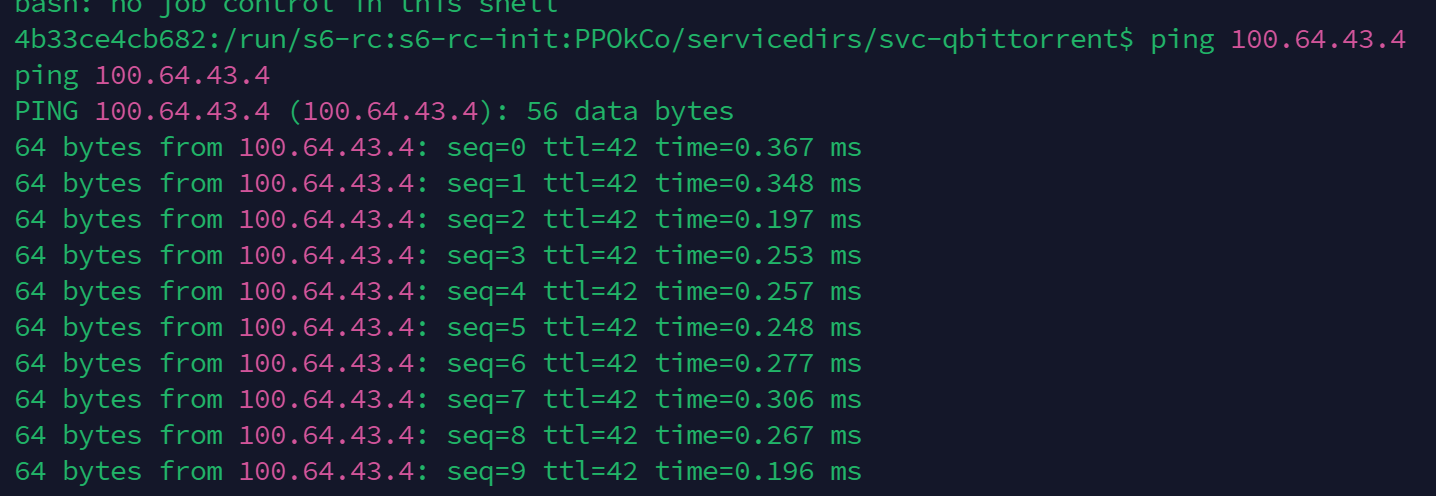 bash: no job control in this shell
4b33ce4cb682:/run/s6-rc:s6-rc-init:PPOkCo/servicedirs/svc-qbittorrent$ ping 100.64.43.4
ping 100.64.43.4
PING 100.64.43.4 (100.64.43.4): 56 data bytes
64 bytes from 100.64.43.4: seq=0 ttl=42 time=0.367 ms
64 bytes from 100.64.43.4: seq=1 ttl=42 time=0.348 ms
64 bytes from 100.64.43.4: seq=2 ttl=42 time=0.197 ms
64 bytes from 100.64.43.4: seq=3 ttl=42 time=0.253 ms
64 bytes from 100.64.43.4: seq=4 ttl=42 time=0.257 ms
64 bytes from 100.64.43.4: seq=5 ttl=42 time=0.248 ms
64 bytes from 100.64.43.4: seq=6 ttl=42 time=0.277 ms
64 bytes from 100.64.43.4: seq=7 ttl=42 time=0.306 ms
64 bytes from 100.64.43.4: seq=8 ttl=42 time=0.267 ms
64 bytes from 100.64.43.4: seq=9 ttl=42 time=0.196 ms